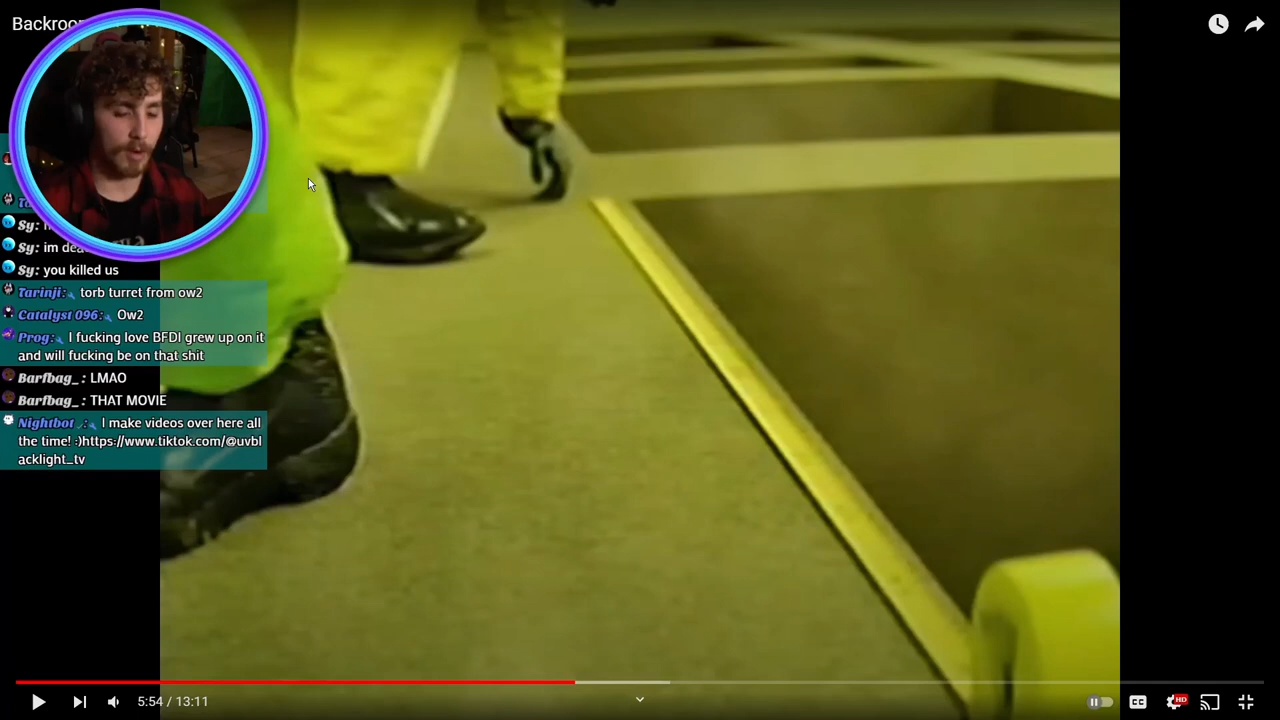 Backroo
Sy:
Sy: im dea
Sy: you killed us
Tarinji: torb turret from ow2
Catalyst 096: Ow2
Prog: I fucking love BFDI grew up on it
and will fucking be on that shit
Barfbag_: LMAO
Barfbag_: THAT MOVIE
Nightbot : I make videos over here all
the time! :)https://www.tiktok.com/@uvbl
acklight_tv
5:54 / 13:11
CC
HD